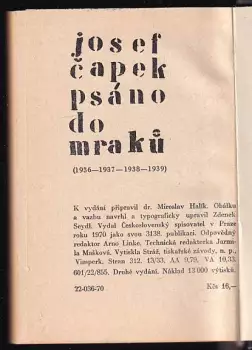 josef
čapek
psáno
do
mraků
(1936–1937–1938–1939)
K vydání připravil dr. Miroslav Halík. Obálku
a vazbu navrhl a typograficky upravil Zdenek
Seydl. Vydal Československý spisovatel v Praze
roku 1970 jako svou 3138. publikaci. Odpovědný
redaktor Arno Linke, Technická redaktorka Jarmila
Mušková. Vytiskla Stráž, tiskařské závody, n. p.,
Vimperk. Stran 312. 13/33, AA 9,78, VA 10,33.
601/22/855. Druhé vydání. Náklad 13 000 výtisků.
22-036-70 Kčs 16,–